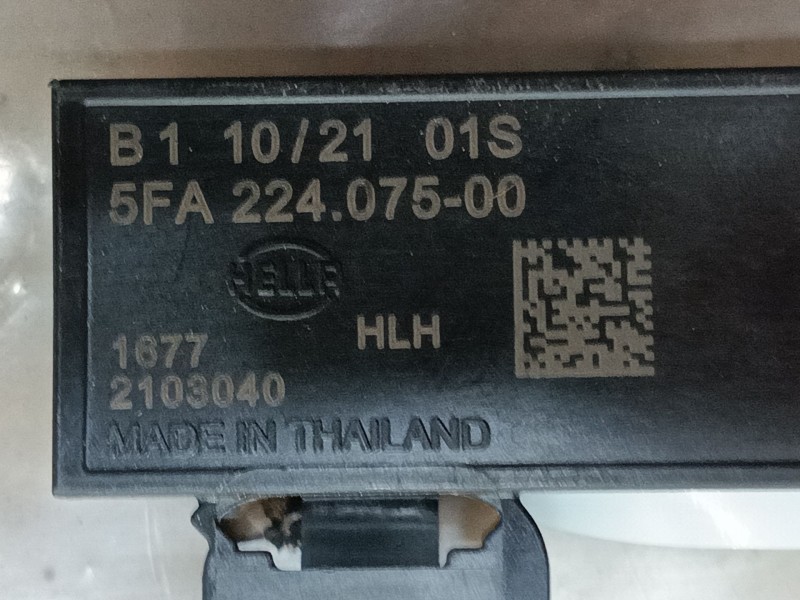 B 1 10/21 01S
5FA 224.075-00
HELLA
HLH
1677
2103040
MADE IN THAILAND